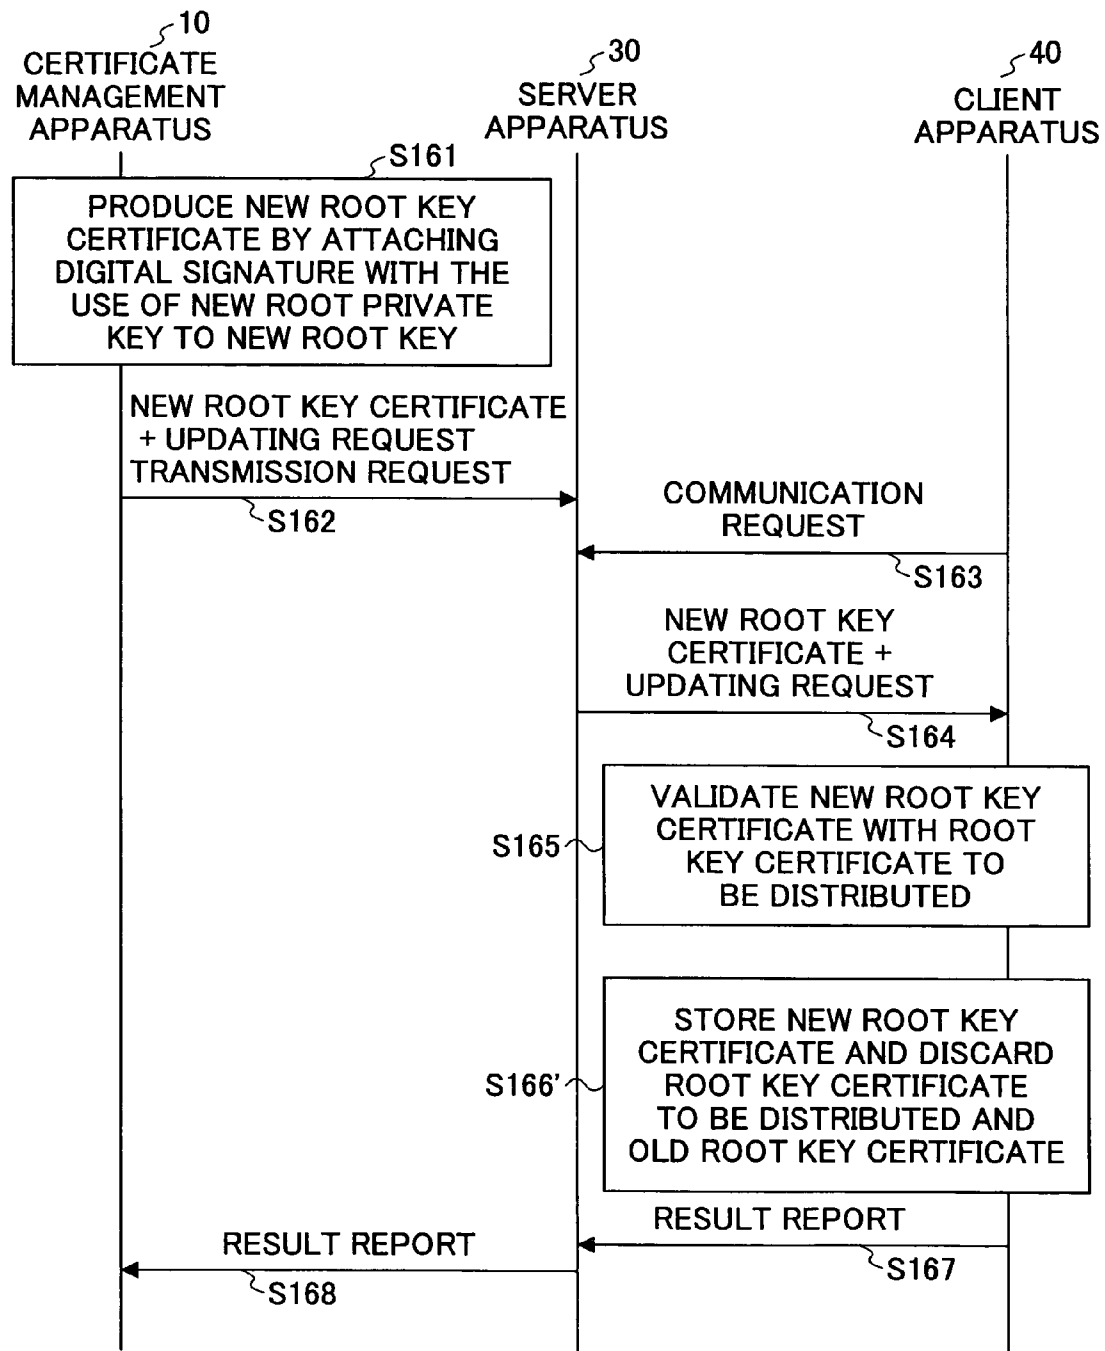 10
CERTIFICATE
MANAGEMENT
APPARATUS
30
SERVER
APPARATUS
40
CLIENT
APPARATUS
S161
PRODUCE NEW ROOT KEY
CERTIFICATE BY ATTACHING
DIGITAL SIGNATURE WITH THE
USE OF NEW ROOT PRIVATE
KEY TO NEW ROOT KEY
NEW ROOT KEY CERTIFICATE
+ UPDATING REQUEST
TRANSMISSION REQUEST
S162
COMMUNICATION
REQUEST
S163
NEW ROOT KEY
CERTIFICATE +
UPDATING REQUEST
S164
S165
VALIDATE NEW ROOT KEY
CERTIFICATE WITH ROOT
KEY CERTIFICATE TO
BE DISTRIBUTED
S166'
STORE NEW ROOT KEY
CERTIFICATE AND DISCARD
ROOT KEY CERTIFICATE
TO BE DISTRIBUTED AND
OLD ROOT KEY CERTIFICATE
RESULT REPORT
S167
RESULT REPORT
S168